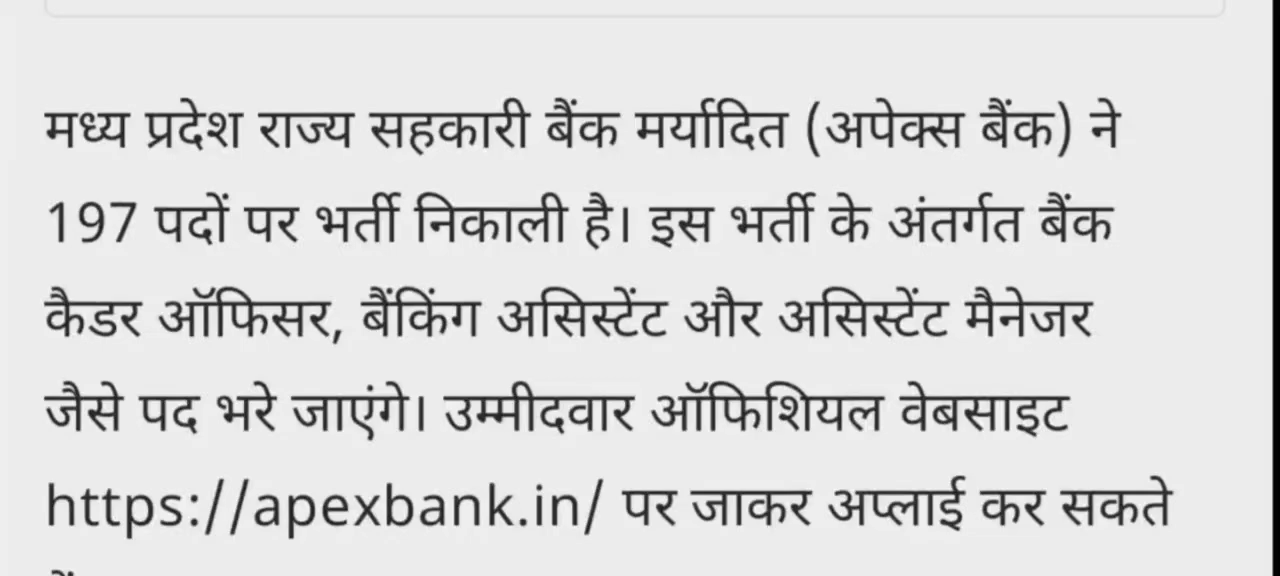 मध्य प्रदेश राज्य सहकारी बैंक मर्यादित (अपेक्स बैंक) ने
197 पदों पर भर्ती निकाली है। इस भर्ती के अंतर्गत बैंक
कैडर ऑफिसर, बैंकिंग असिस्टेंट और असिस्टेंट मैनेजर
जैसे पद भरे जाएंगे। उम्मीदवार ऑफिशियल वेबसाइट
https://apexbank.in/ पर जाकर अप्लाई कर सकते